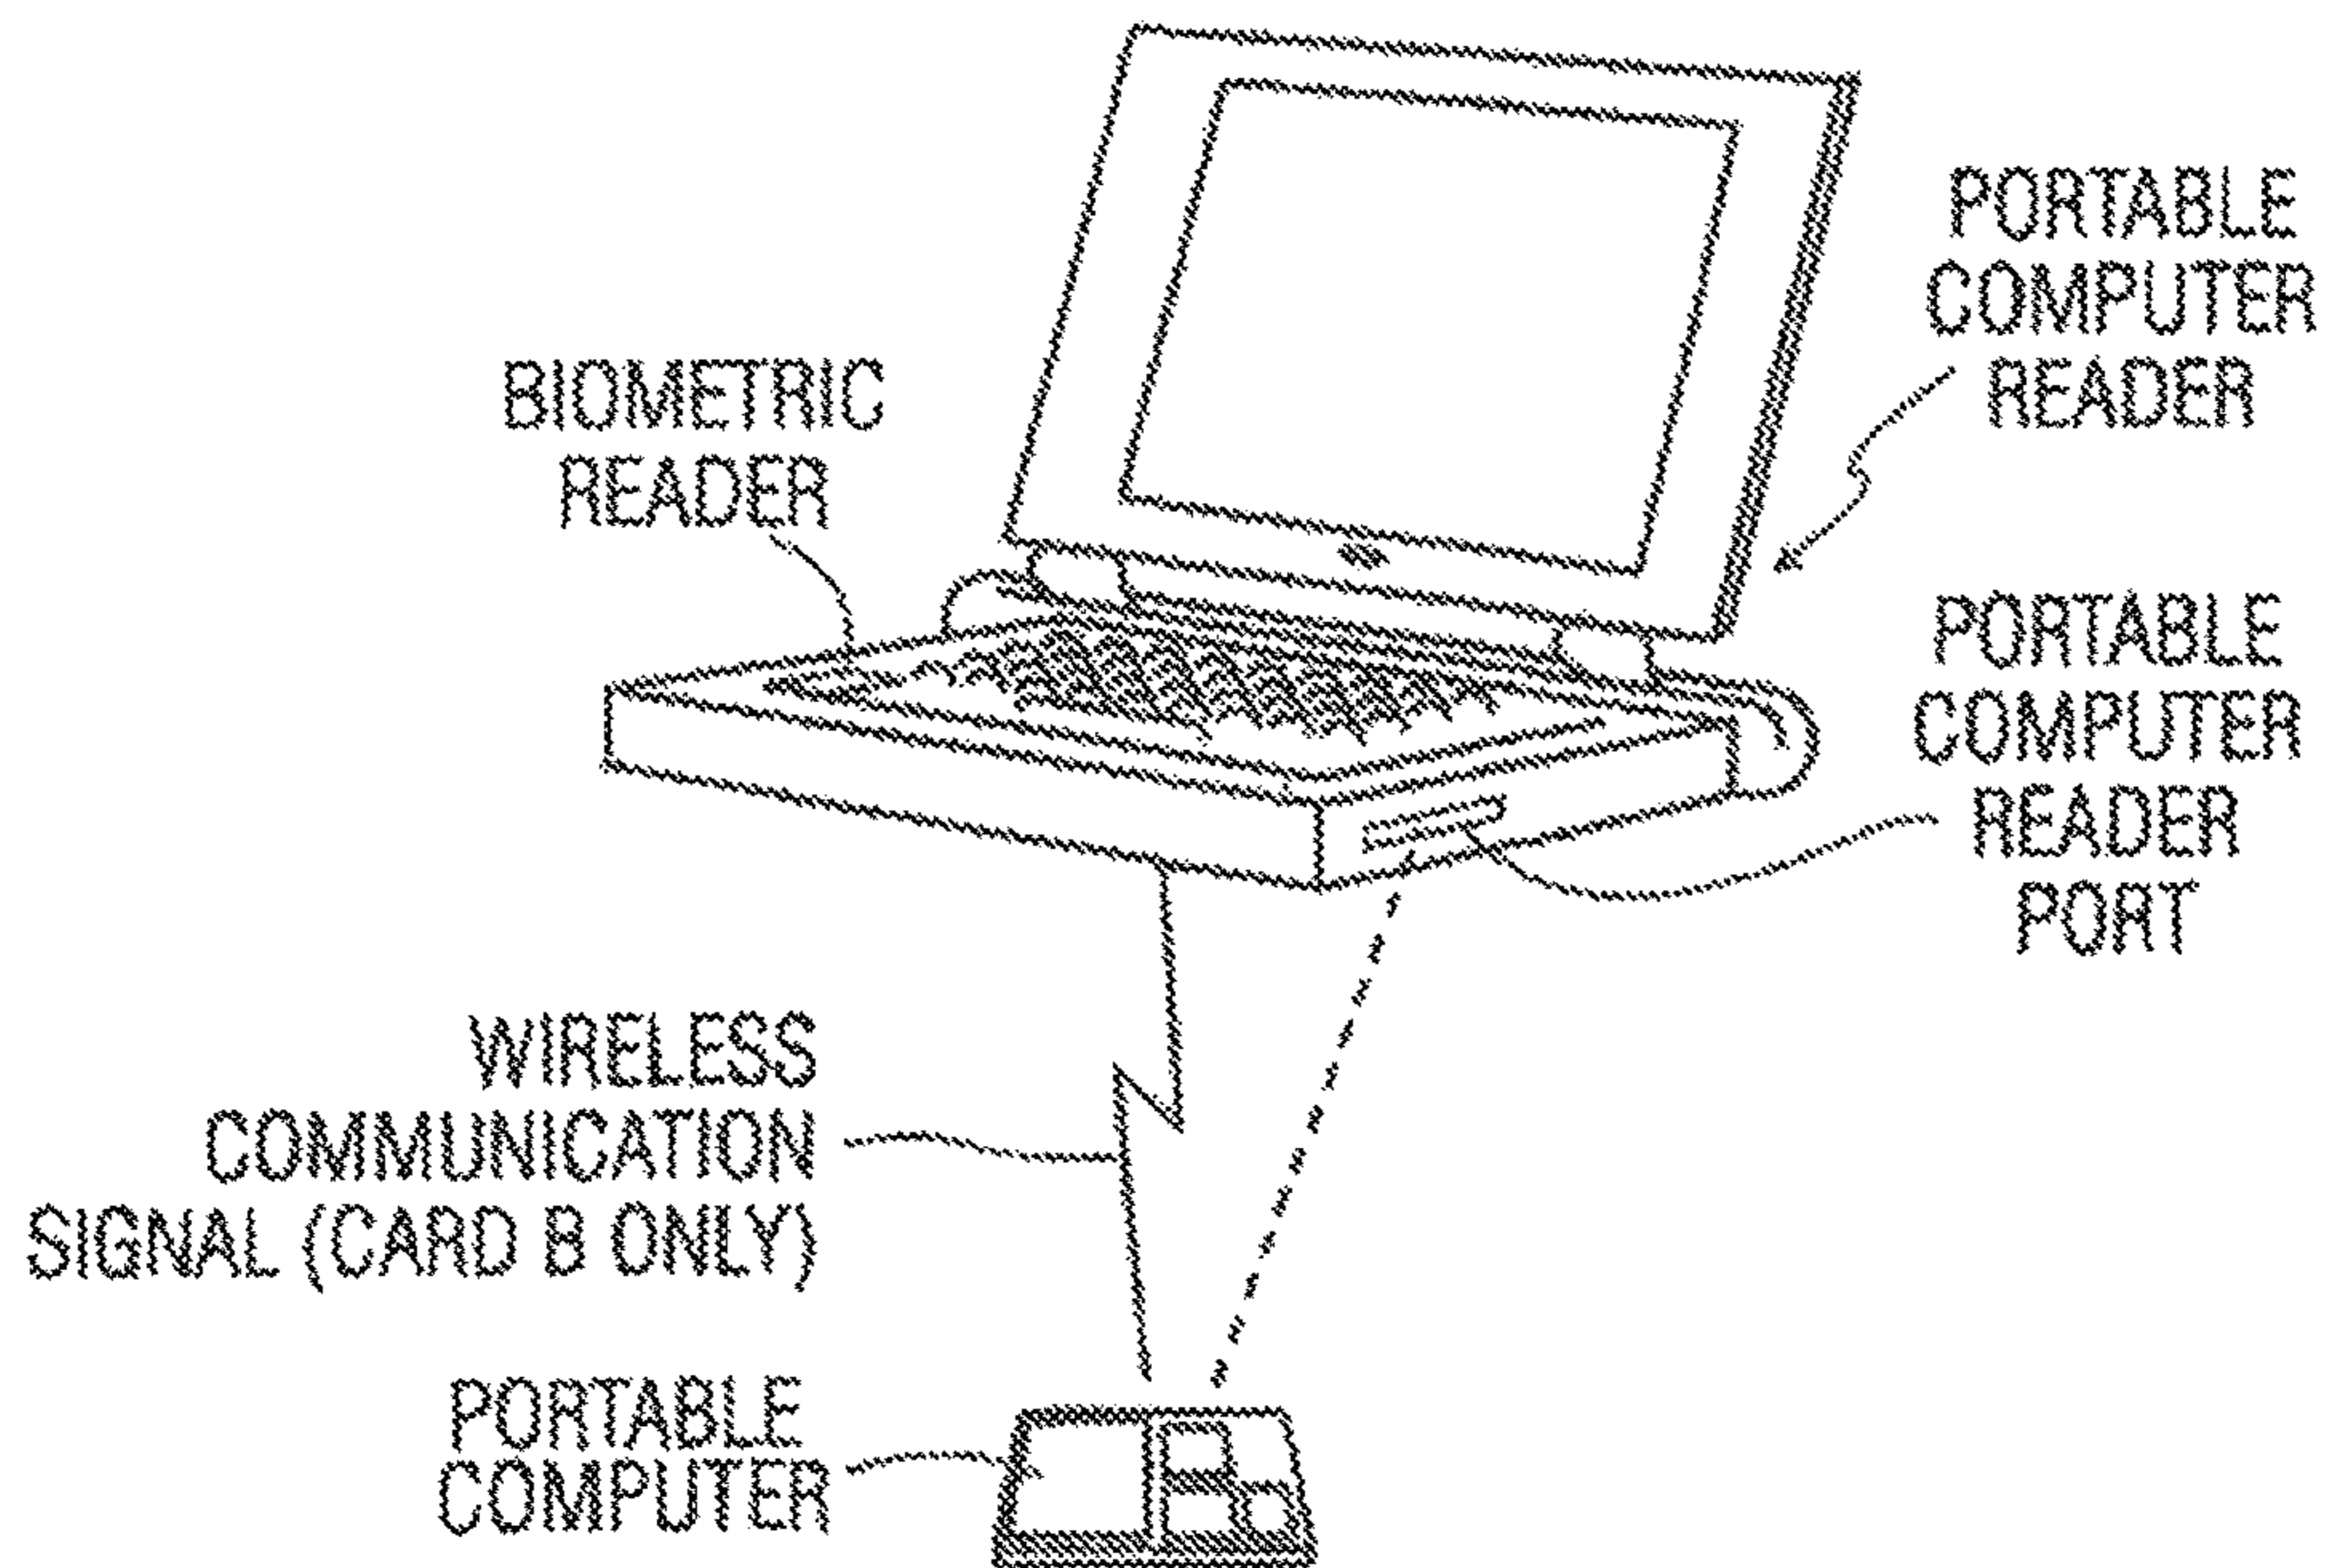 PORTABLE
COMPUTER
READER
BIOMETRIC
READER
PORTABLE
COMPUTER
READER
PORT
WIRELESS
COMMUNICATION
SIGNAL (CARD B ONLY)
PORTABLE
COMPUTER